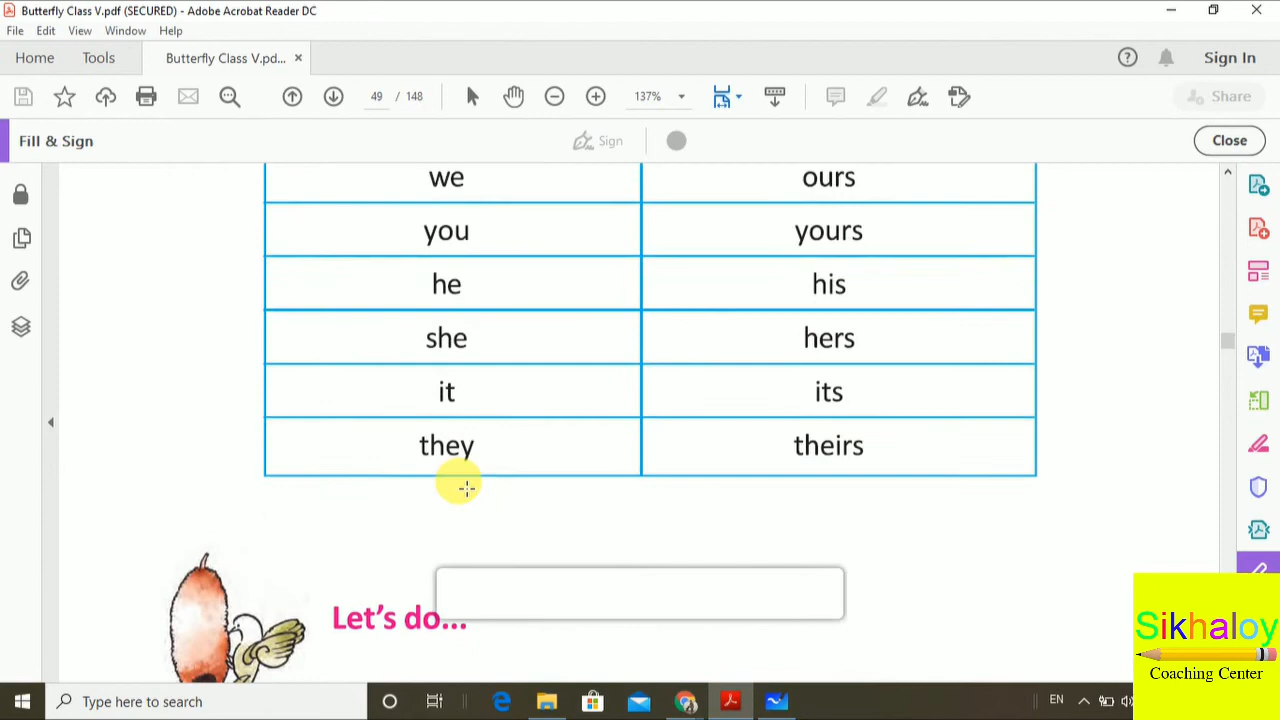 Butterfly Class V.pdf (SECURED) - Adobe Acrobat Reader DC
File Edit View Window Help
Home Tools Butterfly Class V.pd... × Sign In
49 / 148 137% Share
Fill & Sign Sign Close
we ours
you yours
he his
she hers
it its
they theirs
Let's do...
Sikhaloy
Coaching Center
Type here to search EN